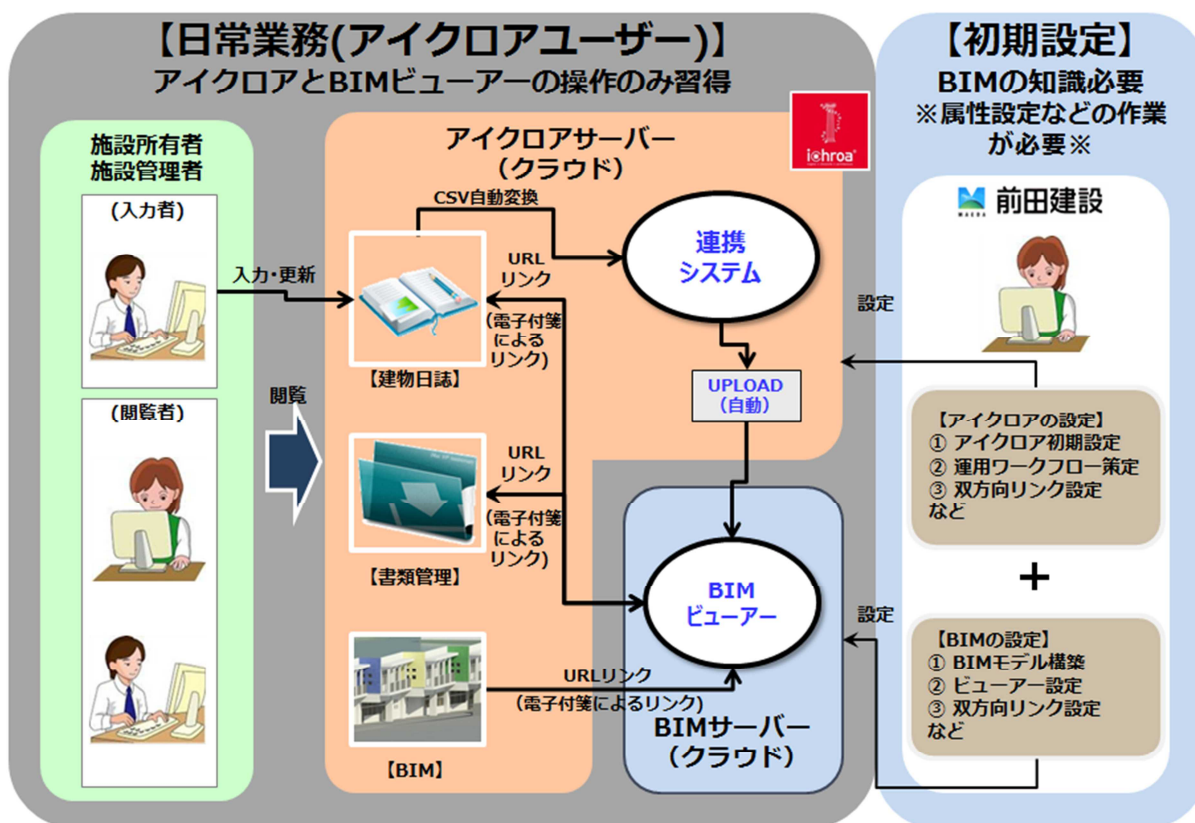 【日常業務(アイクロアユーザー)】
アイクロアとBIMビューアーの操作のみ習得
施設所有者
施設管理者
(入力者)
入力・更新
(閲覧者)
閲覧
アイクロアサーバー
（クラウド）
ichroa
CSV自動変換
【建物日誌】
URL
リンク
(電子付箋
による
リンク)
連携
システム
UPLOAD
（自動）
【書類管理】
URL
リンク
(電子付箋
による
リンク)
BIM
ビューアー
【BIM】
URLリンク
（電子付箋によるリンク)
BIMサーバー
（クラウド）
【初期設定】
BIMの知識必要
※属性設定などの作業
が必要※
MAEDA
前田建設
設定
【アイクロアの設定】
① アイクロア初期設定
② 運用ワークフロー策定
③ 双方向リンク設定
など
+
設定
【BIMの設定】
① BIMモデル構築
② ビューアー設定
③ 双方向リンク設定
など